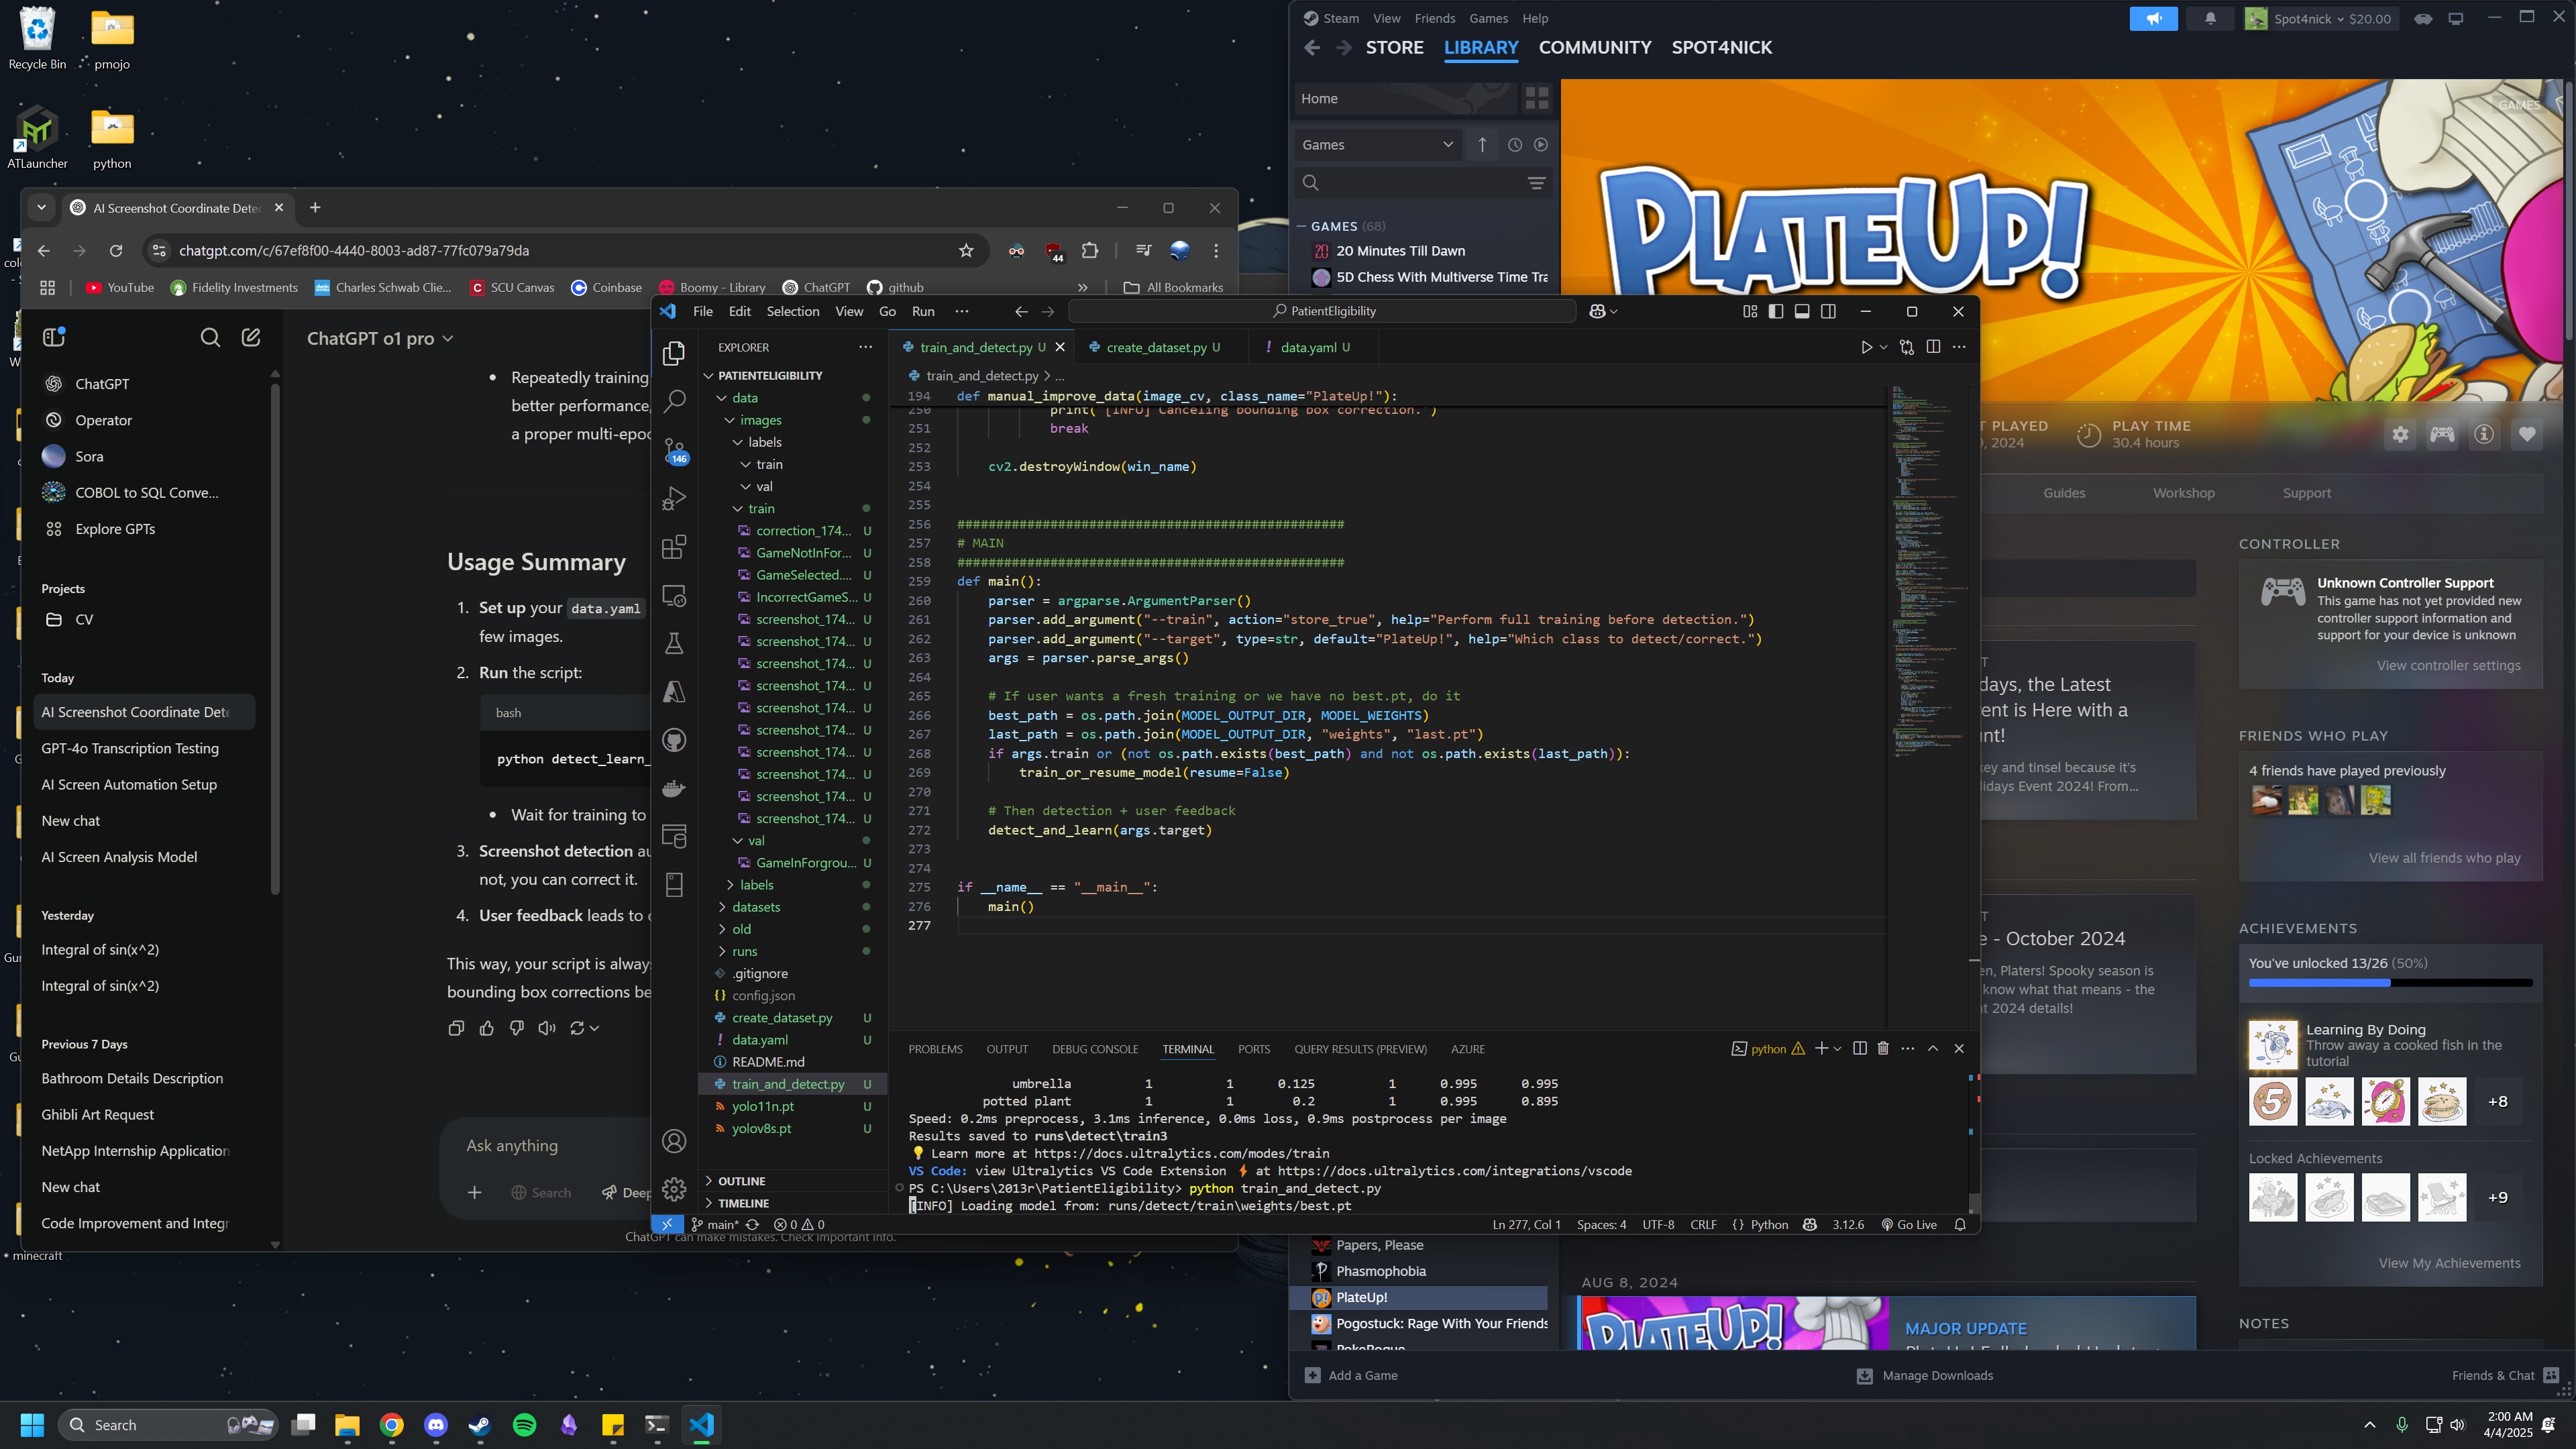 Recycle Bin
pmojo
ATLauncher
python
AI Screenshot Coordinate Dete
chatgpt.com/c/67ef8f00-4440-8003-ad87-77fc079a79da
44
YouTube
Fidelity Investments
Charles Schwab Clie...
SCU Canvas
Coinbase
Boomy - Library
ChatGPT
github
All Bookmarks
ChatGPT o1 pro
ChatGPT
Operator
Sora
COBOL to SQL Conve...
Explore GPTs
Projects
CV
Today
AI Screenshot Coordinate Dete
GPT-4o Transcription Testing
AI Screen Automation Setup
New chat
AI Screen Analysis Model
Yesterday
Integral of sin(x^2)
Integral of sin(x^2)
Previous 7 Days
Bathroom Details Description
Ghibli Art Request
NetApp Internship Application
New chat
Code Improvement and Integr
minecraft
Repeatedly training
better performance,
a proper multi-epoc
Usage Summary
1. Set up your data.yaml
few images.
2. Run the script:
bash
python detect_learn_
Wait for training to
3. Screenshot detection au
not, you can correct it.
4. User feedback leads to
This way, your script is alway
bounding box corrections be
Ask anything
Search
Deep
ChatGPT can make mistakes. Check important info.
File Edit Selection View Go Run ...
PatientEligibility
EXPLORER
PATIENTELIGIBILITY
data
images
labels
train
val
train
correction_174... U
GameNotInFor... U
GameSelected.... U
IncorrectGameS... U
screenshot_174... U
screenshot_174... U
screenshot_174... U
screenshot_174... U
screenshot_174... U
screenshot_174... U
screenshot_174... U
screenshot_174... U
screenshot_174... U
screenshot_174... U
val
GameInForgrou... U
labels
datasets
old
runs
.gitignore
config.json
create_dataset.py U
data.yaml U
README.md
train_and_detect.py U
yolo11n.pt U
yolov8s.pt U
OUTLINE
TIMELINE
146
train_and_detect.py U
create_dataset.py U
data.yaml U
train_and_detect.py > ...
194 def manual_improve_data(image_cv, class_name="PlateUp!"):
250 print("[INFO] Canceling bounding box correction.")
251 break
252
253 cv2.destroyWindow(win_name)
254
255
256 ##################################################
257 # MAIN
258 ##################################################
259 def main():
260 parser = argparse.ArgumentParser()
261 parser.add_argument("--train", action="store_true", help="Perform full training before detection.")
262 parser.add_argument("--target", type=str, default="PlateUp!", help="Which class to detect/correct.")
263 args = parser.parse_args()
264
265 # If user wants a fresh training or we have no best.pt, do it
266 best_path = os.path.join(MODEL_OUTPUT_DIR, MODEL_WEIGHTS)
267 last_path = os.path.join(MODEL_OUTPUT_DIR, "weights", "last.pt")
268 if args.train or (not os.path.exists(best_path) and not os.path.exists(last_path)):
269 train_or_resume_model(resume=False)
270
271 # Then detection + user feedback
272 detect_and_learn(args.target)
273
274
275 if __name__ == "__main__":
276 main()
277
PROBLEMS OUTPUT DEBUG CONSOLE TERMINAL PORTS QUERY RESULTS (PREVIEW) AZURE
python
umbrella 1 1 0.125 1 0.995 0.995
potted plant 1 1 0.2 1 0.995 0.895
Speed: 0.2ms preprocess, 3.1ms inference, 0.0ms loss, 0.9ms postprocess per image
Results saved to runs\detect\train3
💡 Learn more at https://docs.ultralytics.com/modes/train
VS Code: view Ultralytics VS Code Extension ⚡ at https://docs.ultralytics.com/integrations/vscode
PS C:\Users\2013r\PatientEligibility> python train_and_detect.py
[INFO] Loading model from: runs/detect/train\weights/best.pt
main* 0 0
Ln 277, Col 1 Spaces: 4 UTF-8 CRLF {} Python 3.12.6 Go Live
Steam View Friends Games Help
Spot4nick $20.00
STORE LIBRARY COMMUNITY SPOT4NICK
Home
Games
GAMES (68)
20 Minutes Till Dawn
5D Chess With Multiverse Time Tra
Papers, Please
Phasmophobia
PlateUp!
Pogostuck: Rage With Your Friends
PokeRogue
GAMES
PLATEUP!
T PLAYED
9, 2024
PLAY TIME
30.4 hours
Guides
Workshop
Support
CONTROLLER
Unknown Controller Support
This game has not yet provided new
controller support information and
support for your device is unknown
View controller settings
FRIENDS WHO PLAY
4 friends have played previously
View all friends who play
ACHIEVEMENTS
You've unlocked 13/26 (50%)
Learning By Doing
Throw away a cooked fish in the
tutorial
5
+8
Locked Achievements
+9
View My Achievements
NOTES
days, the Latest
ent is Here with a
nt!
key and tinsel because it's
lidays Event 2024! From...
e - October 2024
en, Platers! Spooky season is
know what that means - the
nt 2024 details!
AUG 8, 2024
PLATEUP!
MAJOR UPDATE
Add a Game
Manage Downloads
Friends & Chat
Search
2:00 AM
4/4/2025